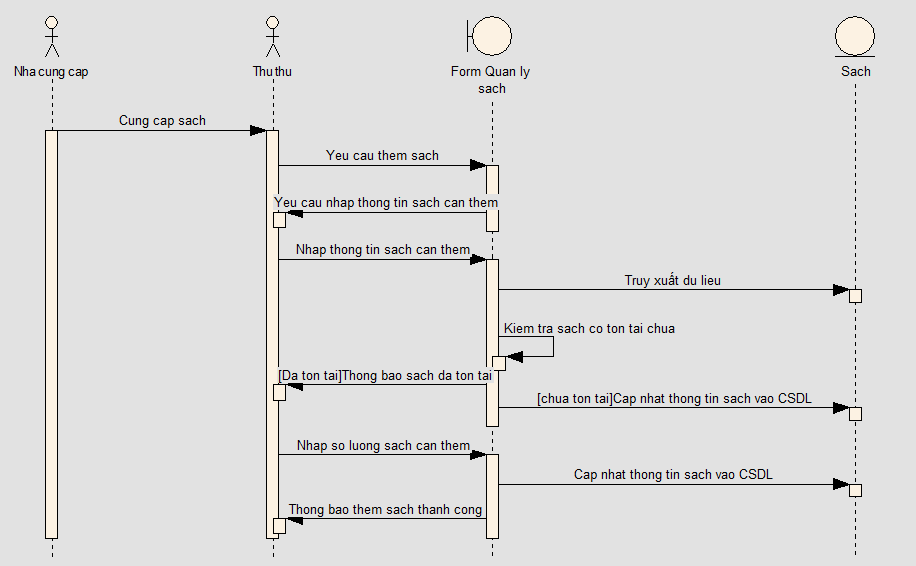 Nha cung cap
Thu thu
Form Quan ly
sach
Sach
Cung cap sach
Yeu cau them sach
Yeu cau nhap thong tin sach can them
Nhap thong tin sach can them
Truy xuất du lieu
Kiem tra sach co ton tai chua
[Da ton tai]Thong bao sach da ton tai
[chua ton tai]Cap nhat thong tin sach vao CSDL
Nhap so luong sach can them
Cap nhat thong tin sach vao CSDL
Thong bao them sach thanh cong